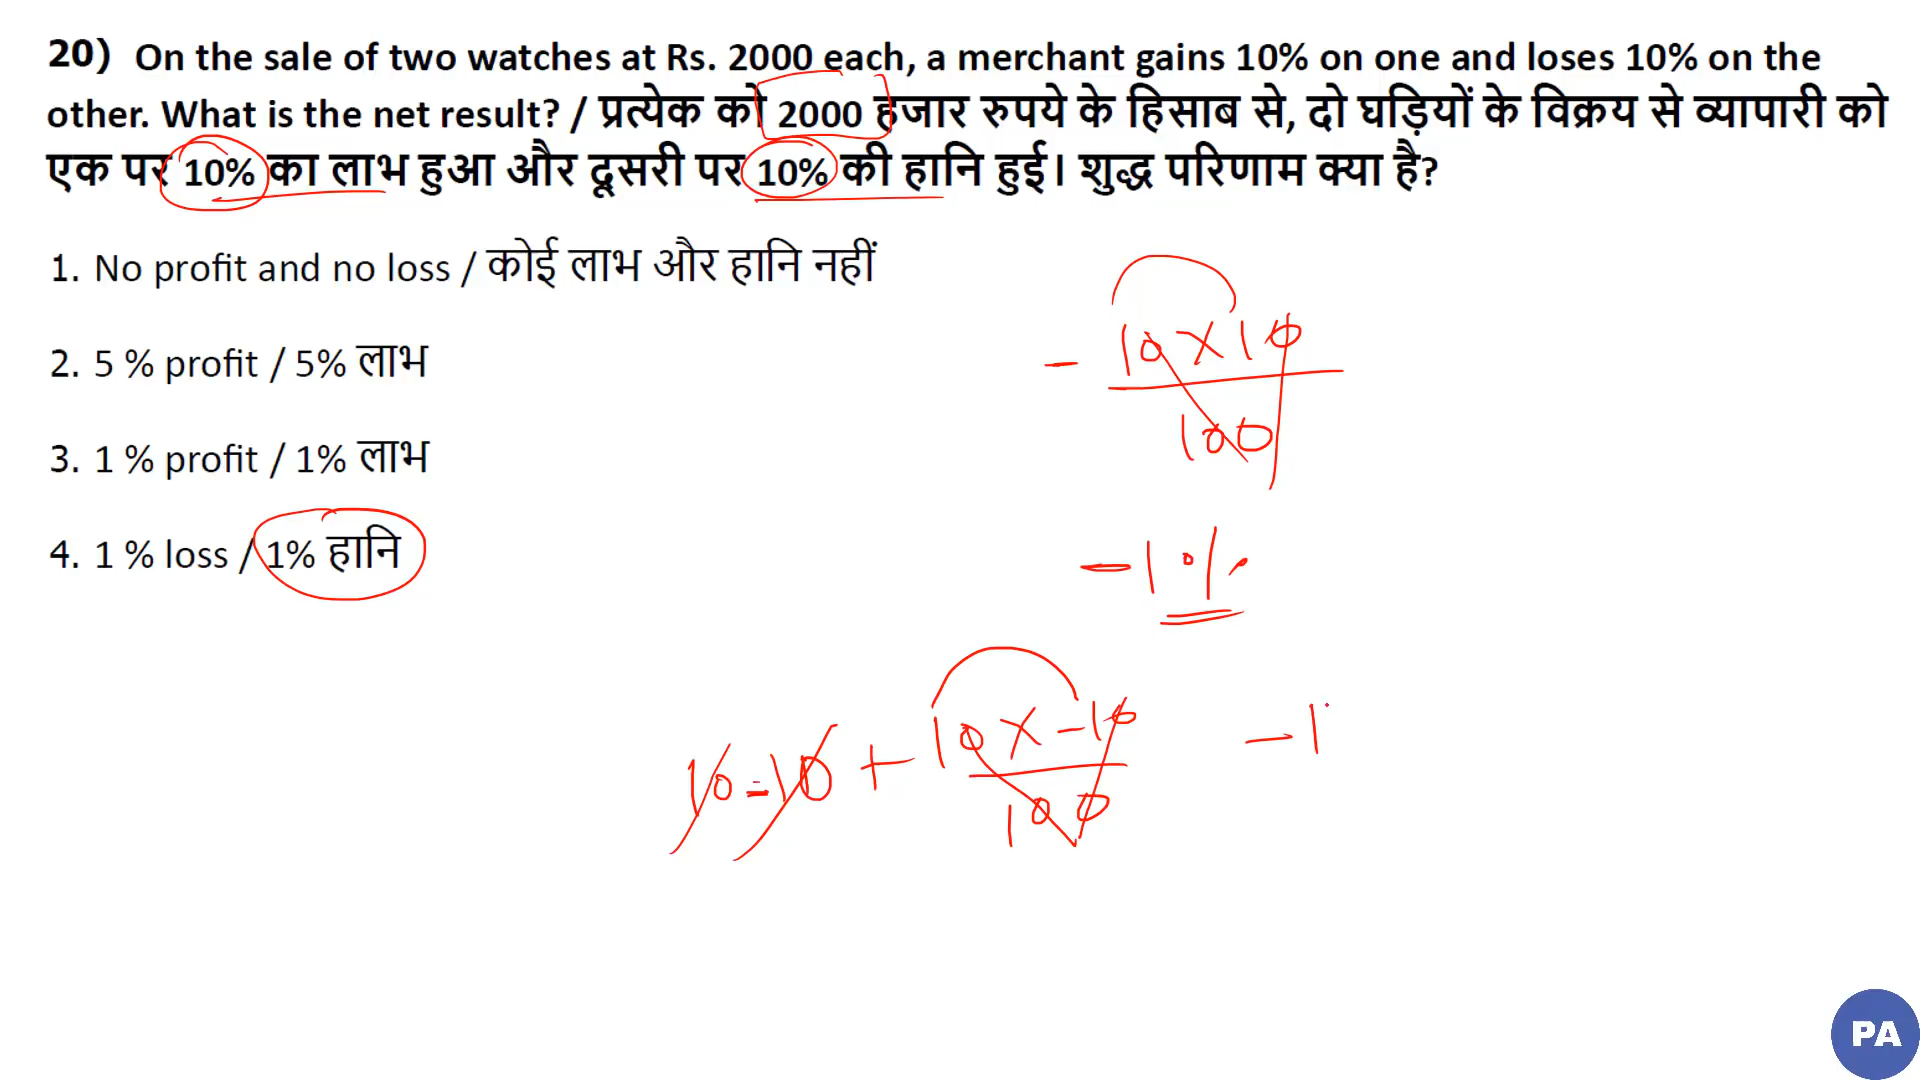 20) On the sale of two watches at Rs. 2000 each, a merchant gains 10% on one and loses 10% on the
other. What is the net result? / प्रत्येक को 2000 हजार रुपये के हिसाब से, दो घड़ियों के विक्रय से व्यापारी को
एक पर 10% का लाभ हुआ और दूसरी पर 10% की हानि हुई। शुद्ध परिणाम क्या है?
1. No profit and no loss / कोई लाभ और हानि नहीं
2. 5 % profit / 5% लाभ
3. 1 % profit / 1% लाभ
4. 1 % loss / 1% हानि
- 10 x 10
100
-1%
10 - 10 + 10 x -10
100
-1
PA